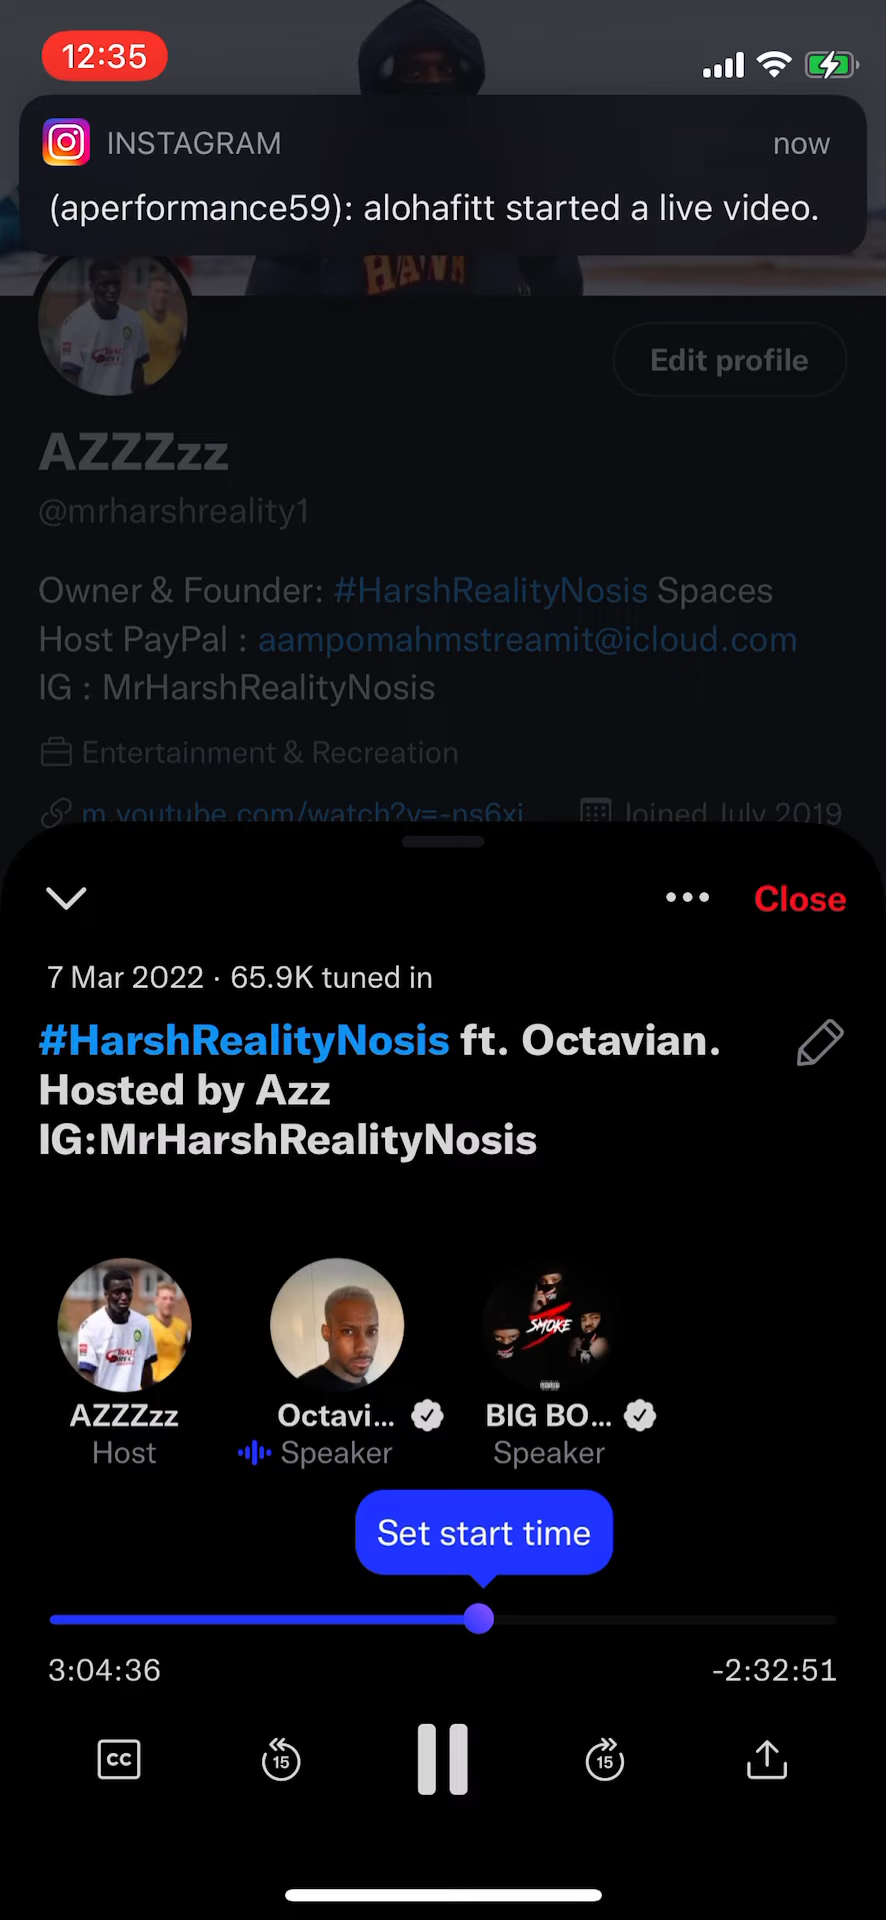 12:35
INSTAGRAM
now
(aperformance59): alohafitt started a live video.
Edit profile
AZZZzz
@mrharshreality1
Owner & Founder: #HarshRealityNosis Spaces
Host PayPal : aampomahmstreamit@icloud.com
IG : MrHarshRealityNosis
Entertainment & Recreation
m.youtube.com/watch?v=-ns6xi
Joined July 2019
Close
7 Mar 2022 · 65.9K tuned in
#HarshRealityNosis ft. Octavian.
Hosted by Azz
IG:MrHarshRealityNosis
SMOKE
AZZZzz
Octavi...
BIG BO...
Host
Speaker
Speaker
Set start time
3:04:36
-2:32:51
CC
15
15